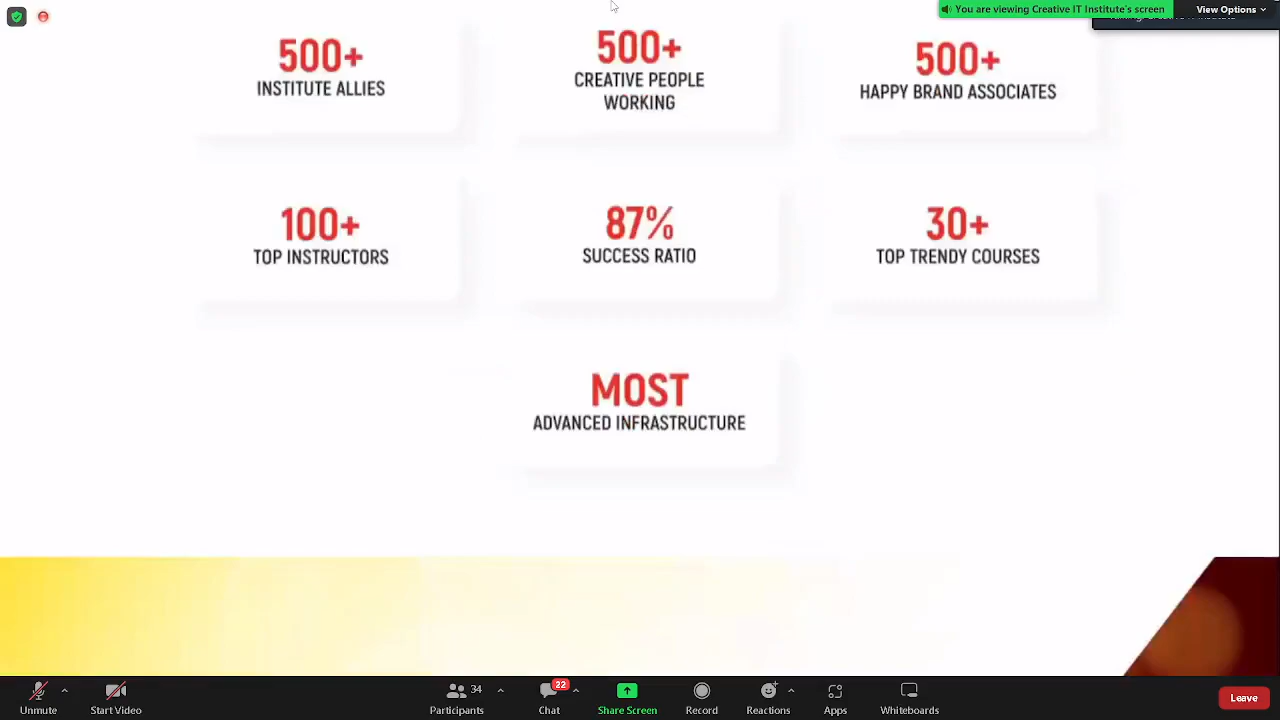 You are viewing Creative IT Institute's screen
View Options
500+
INSTITUTE ALLIES
500+
CREATIVE PEOPLE
WORKING
500+
HAPPY BRAND ASSOCIATES
100+
TOP INSTRUCTORS
87%
SUCCESS RATIO
30+
TOP TRENDY COURSES
MOST
ADVANCED INFRASTRUCTURE
Unmute
Start Video
34
Participants
22
Chat
Share Screen
Record
Reactions
Apps
Whiteboards
Leave